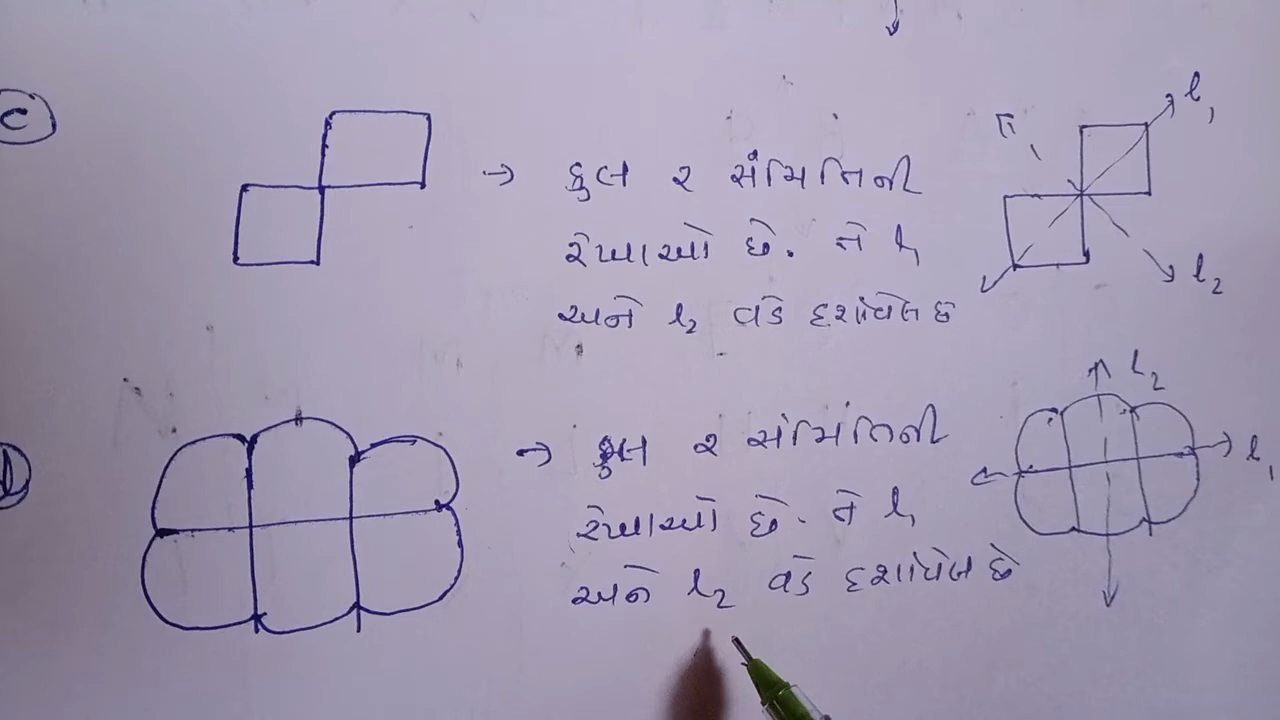 C
કુલ ૨ સંમિતિની
રેખાઓ છે. તે l₁
અને l₂ વડે દર્શાવેલ છે
l₁
l₂
d
કુલ ૨ સંમિતિની
રેખાઓ છે. તે l₁
અને l₂ વડે દર્શાવેલ છે
L₂
l₁